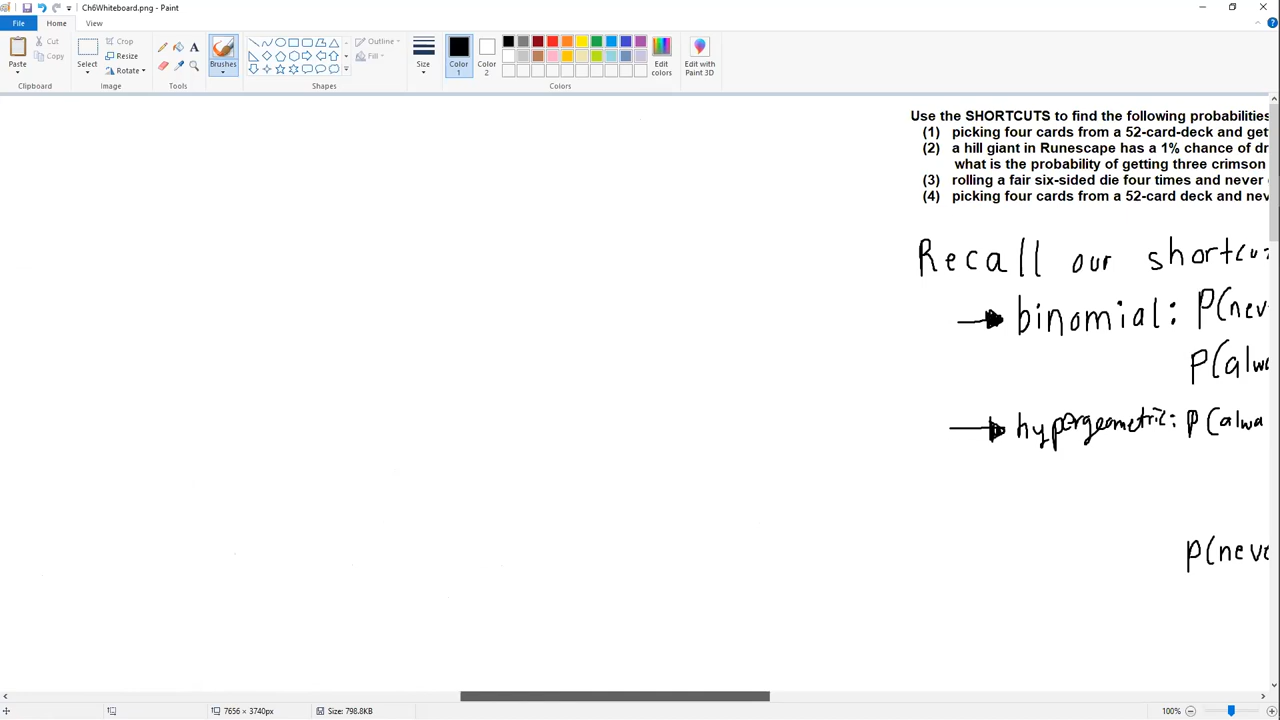 Ch6Whiteboard.png - Paint
File Home View
Paste Cut Copy Clipboard
Select Crop Resize Rotate Image
Tools
Brushes
Shapes Outline Fill
Size
Color 1
Color 2
Colors
Edit colors
Edit with Paint 3D
Use the SHORTCUTS to find the following probabilities
(1) picking four cards from a 52-card-deck and get
(2) a hill giant in Runescape has a 1% chance of dr
what is the probability of getting three crimson
(3) rolling a fair six-sided die four times and never
(4) picking four cards from a 52-card deck and nev
Recall our shortcu
binomial: P(nev
P(alwa
hypergeometric: P(alwa
P(neve
7656 × 3740px
Size: 798.8KB
100%